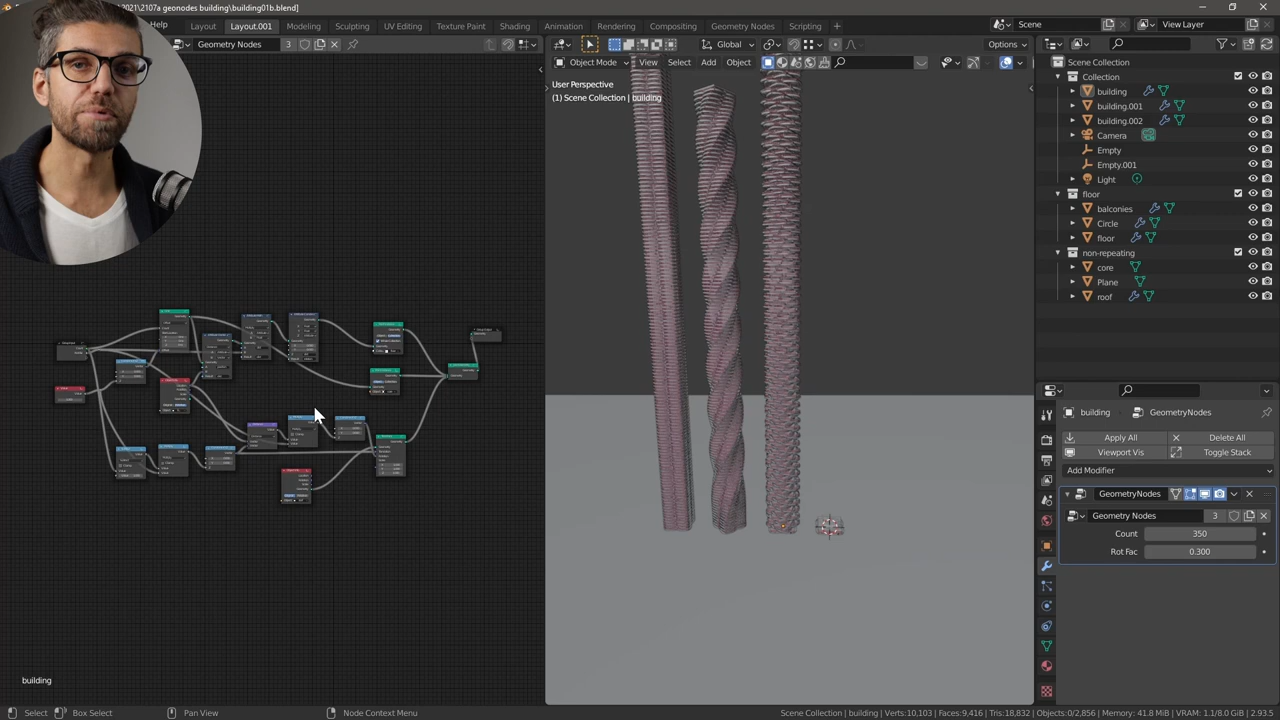 2021\2107a geonodes building\building01b.blend]
Help
Layout
Layout.001
Modeling
Sculpting
UV Editing
Texture Paint
Shading
Animation
Rendering
Compositing
Geometry Nodes
Scripting
+
Scene
View Layer
Geometry Nodes
3
Global
Options
Object Mode
View
Select
Add
Object
User Perspective
(1) Scene Collection | building
Scene Collection
Collection
building
building.001
building.002
Camera
Empty
Empty.001
Light
floor
balconies
Circle
floor
non-repeating
core
Plane
roof
building
GeometryNodes
Apply All
Delete All
Viewport Vis
Toggle Stack
Add Modifier
GeometryNodes
Geometry Nodes
3
Count
350
Rot Fac
0.300
building
Select
Box Select
Pan View
Node Context Menu
Scene Collection | building | Verts:10,103 | Faces:9,416 | Tris:18,832 | Objects:0/2,856 | Memory: 41.8 MiB | VRAM: 1.1/8.0 GiB | 2.93.5